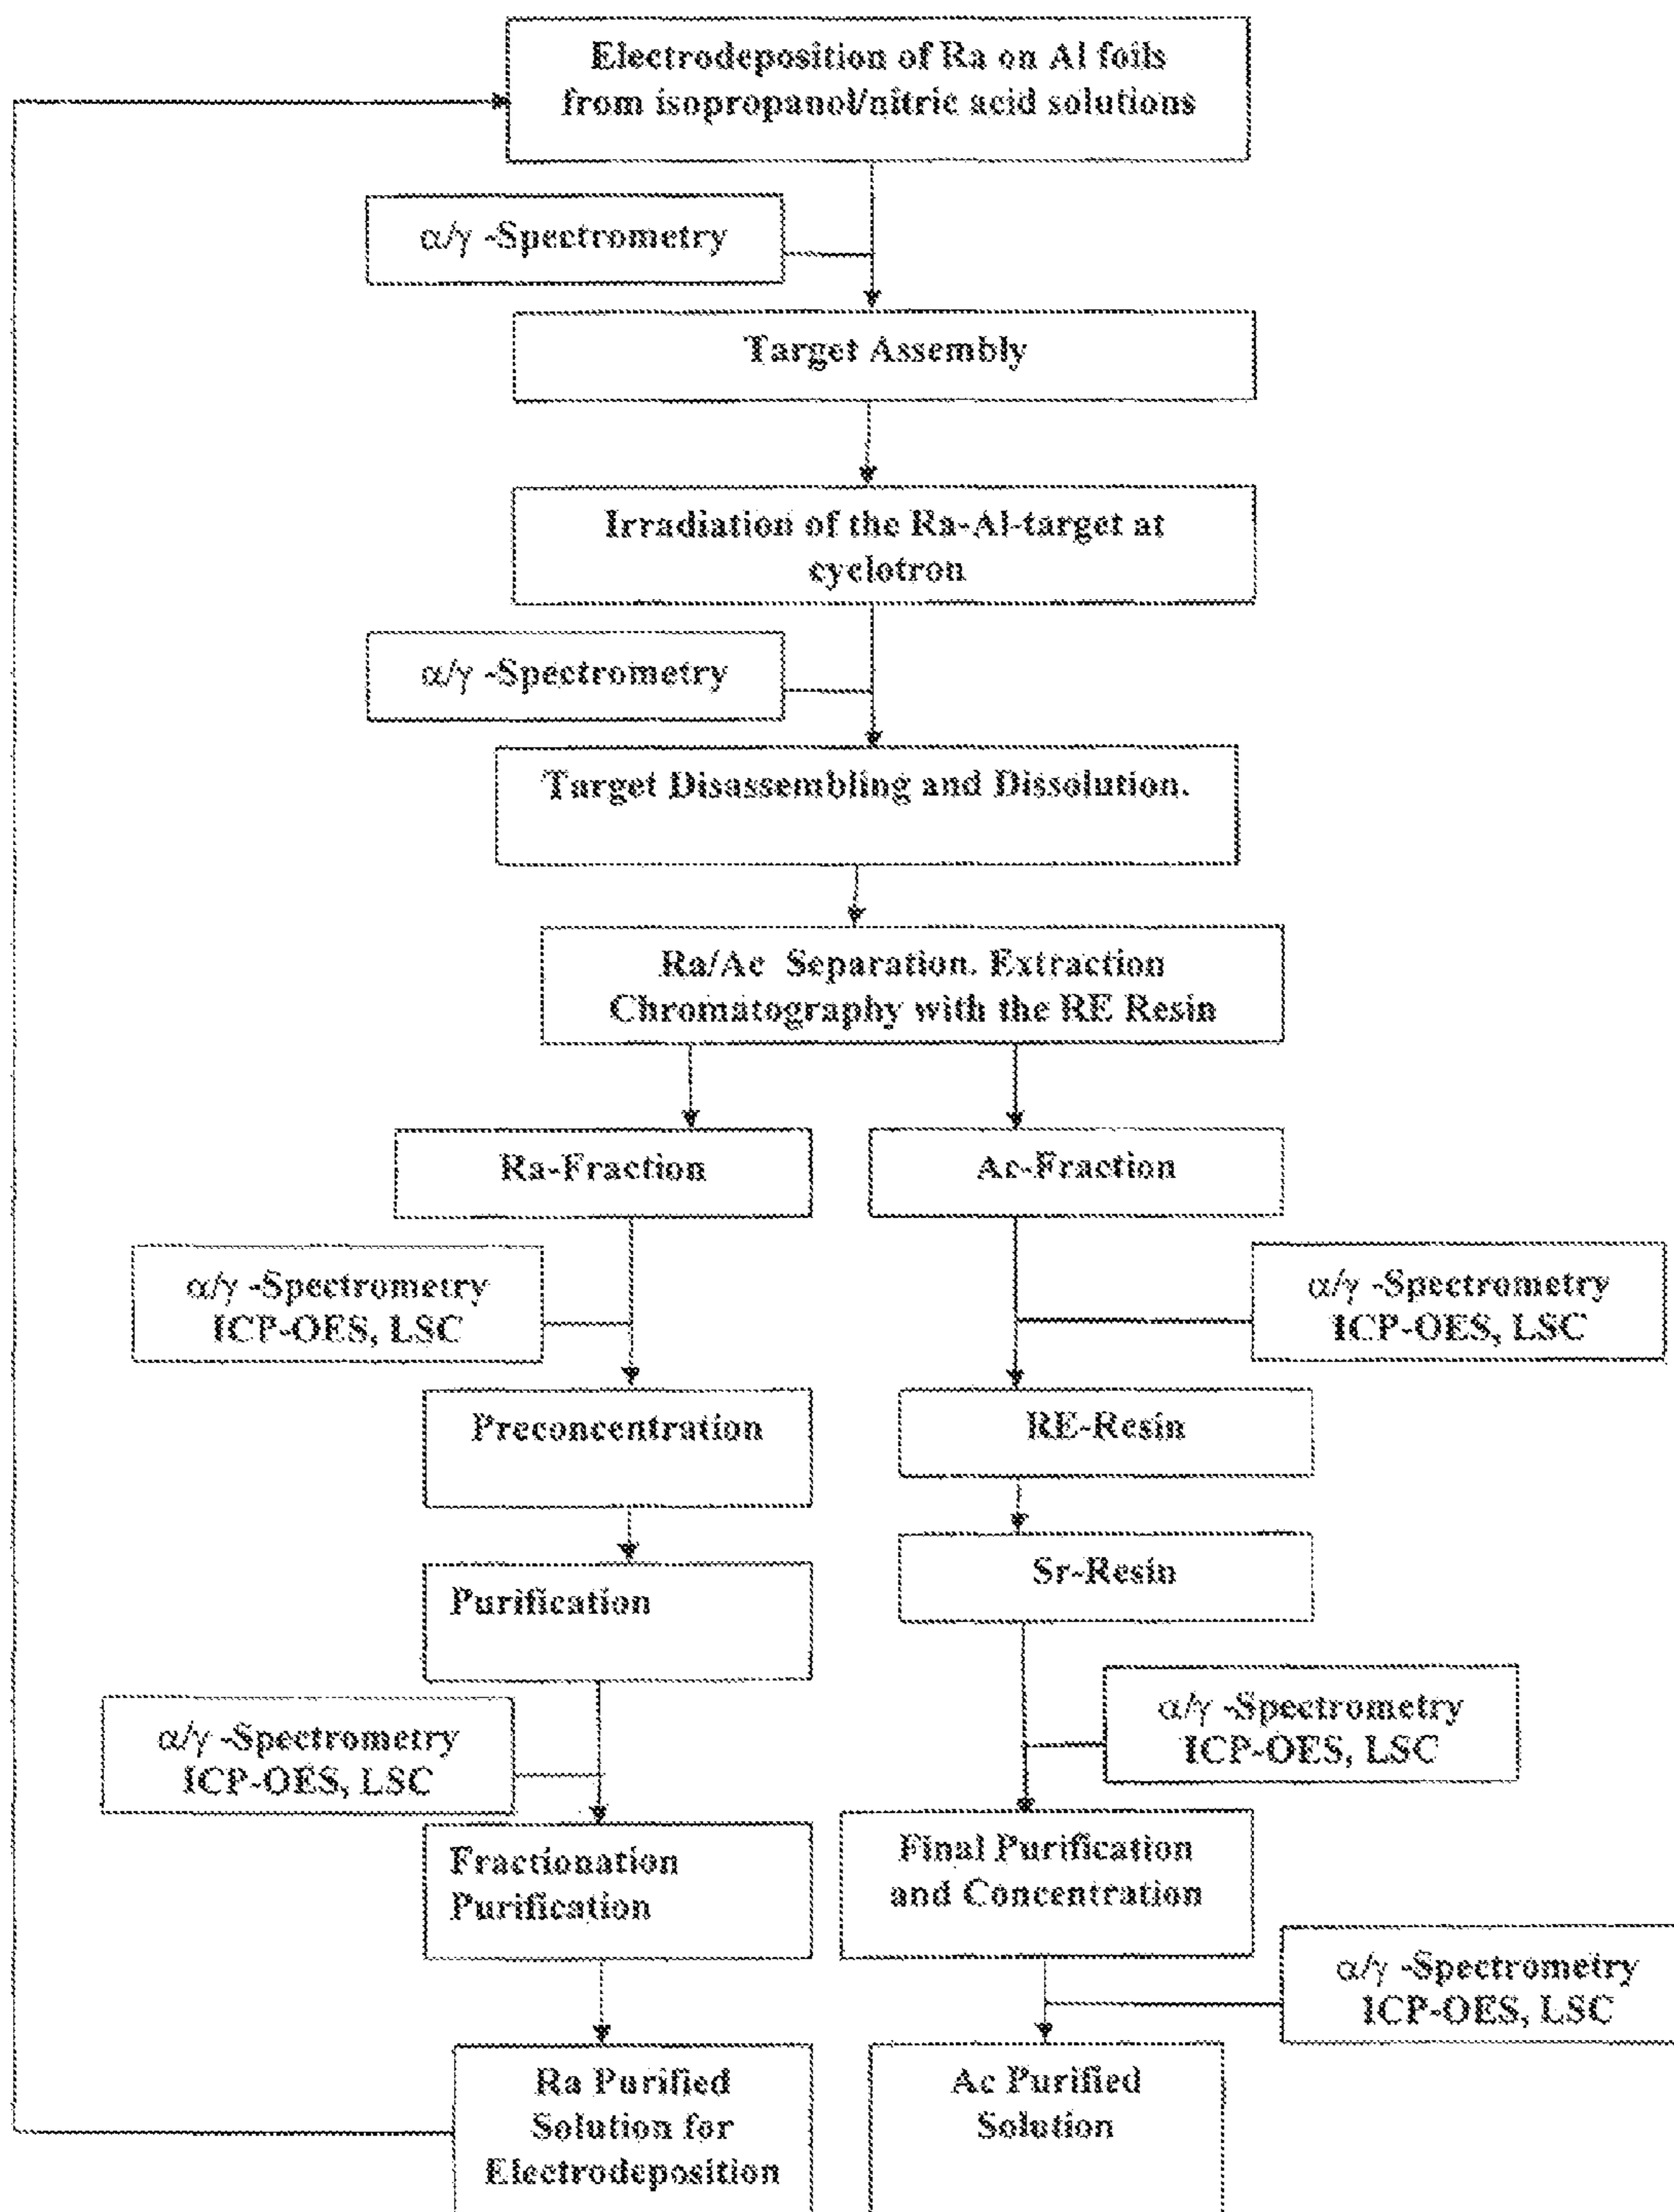 Electrodeposition of Ra on Al foils
from isopropanol/nitric acid solutions
α/γ -Spectrometry
Target Assembly
Irradiation of the Ra-Al-target at
cyclotron
α/γ -Spectrometry
Target Disassembling and Dissolution.
Ra/Ac Separation. Extraction
Chromatography with the RE Resin
Ra-Fraction
Ac-Fraction
α/γ -Spectrometry
ICP-OES, LSC
α/γ -Spectrometry
ICP-OES, LSC
Preconcentration
RE-Resin
Sr-Resin
Purification
α/γ -Spectrometry
ICP-OES, LSC
α/γ -Spectrometry
ICP-OES, LSC
Fractionation
Purification
Final Purification
and Concentration
α/γ -Spectrometry
ICP-OES, LSC
Ra Purified
Solution for
Electrodeposition
Ac Purified
Solution